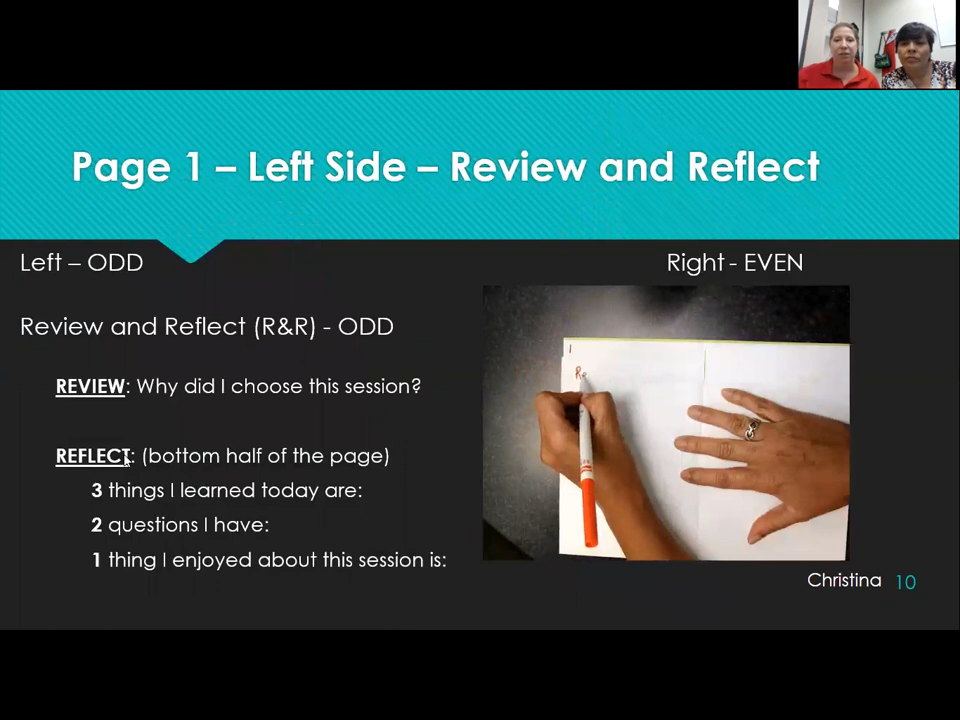 Page 1 – Left Side – Review and Reflect
Left – ODD
Right - EVEN
Review and Reflect (R&R) - ODD
REVIEW: Why did I choose this session?
REFLECT: (bottom half of the page)
3 things I learned today are:
2 questions I have:
1 thing I enjoyed about this session is:
1
Re
Christina 10